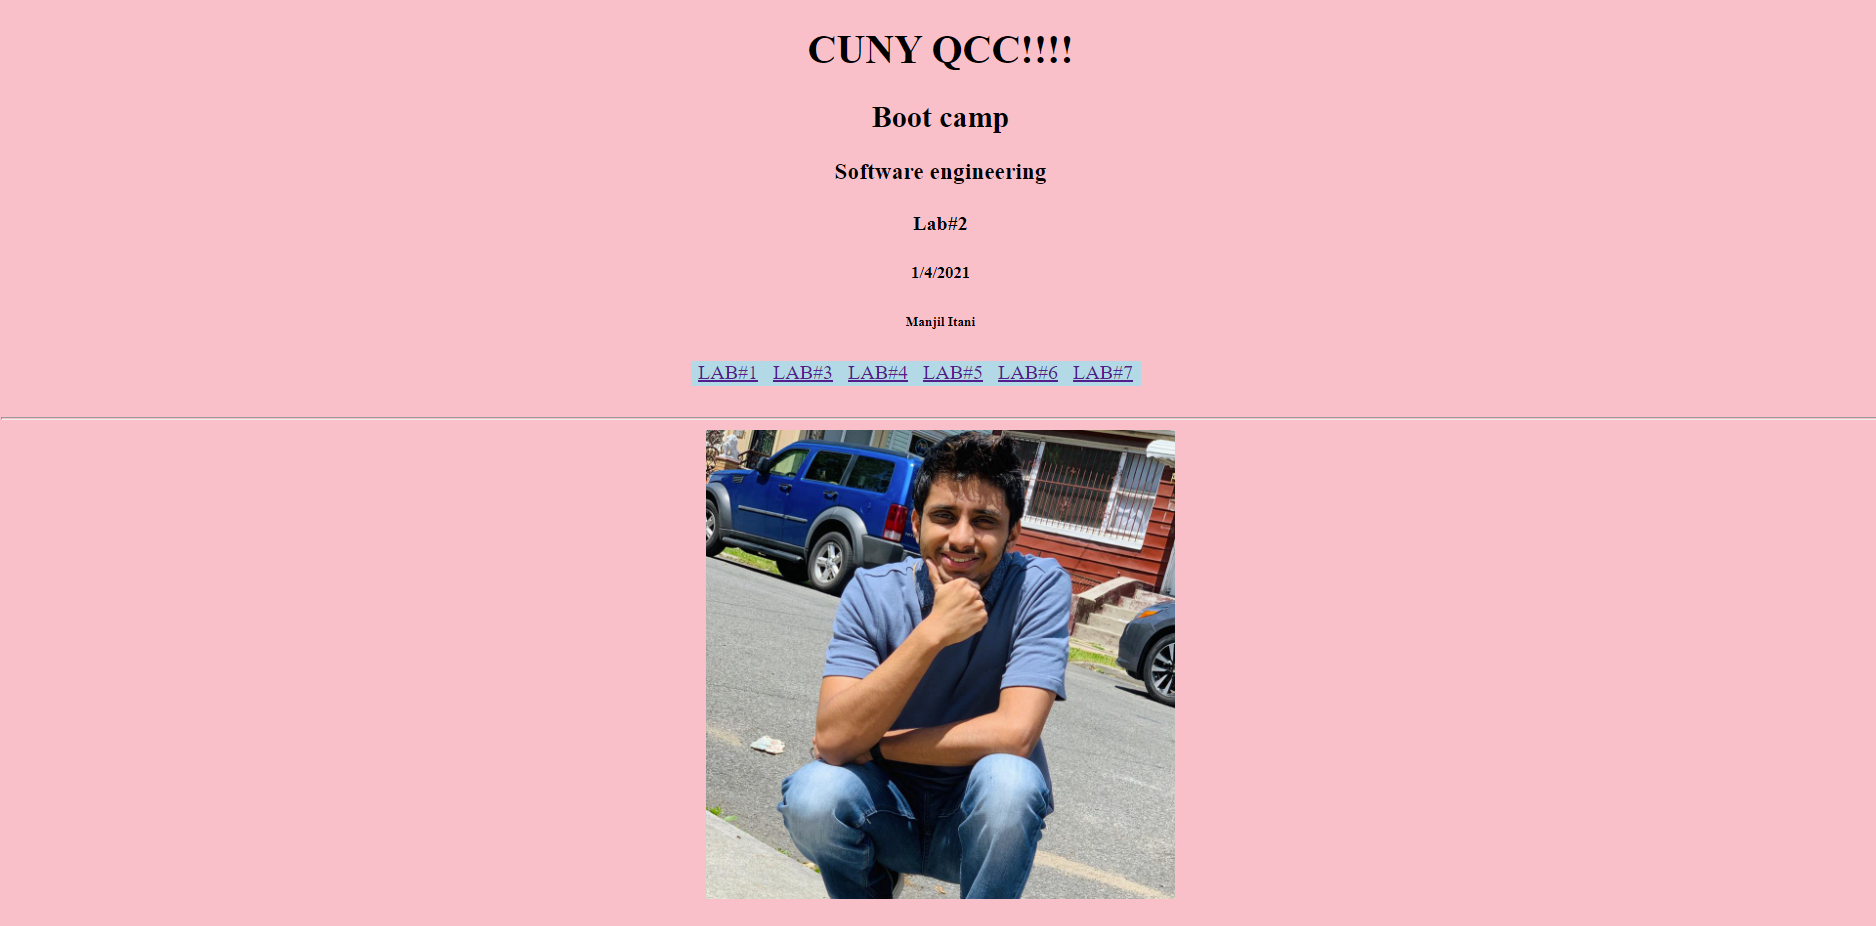 CUNY QCC!!!!
Boot camp
Software engineering
Lab#2
1/4/2021
Manjil Itani
LAB#1 LAB#3 LAB#4 LAB#5 LAB#6 LAB#7